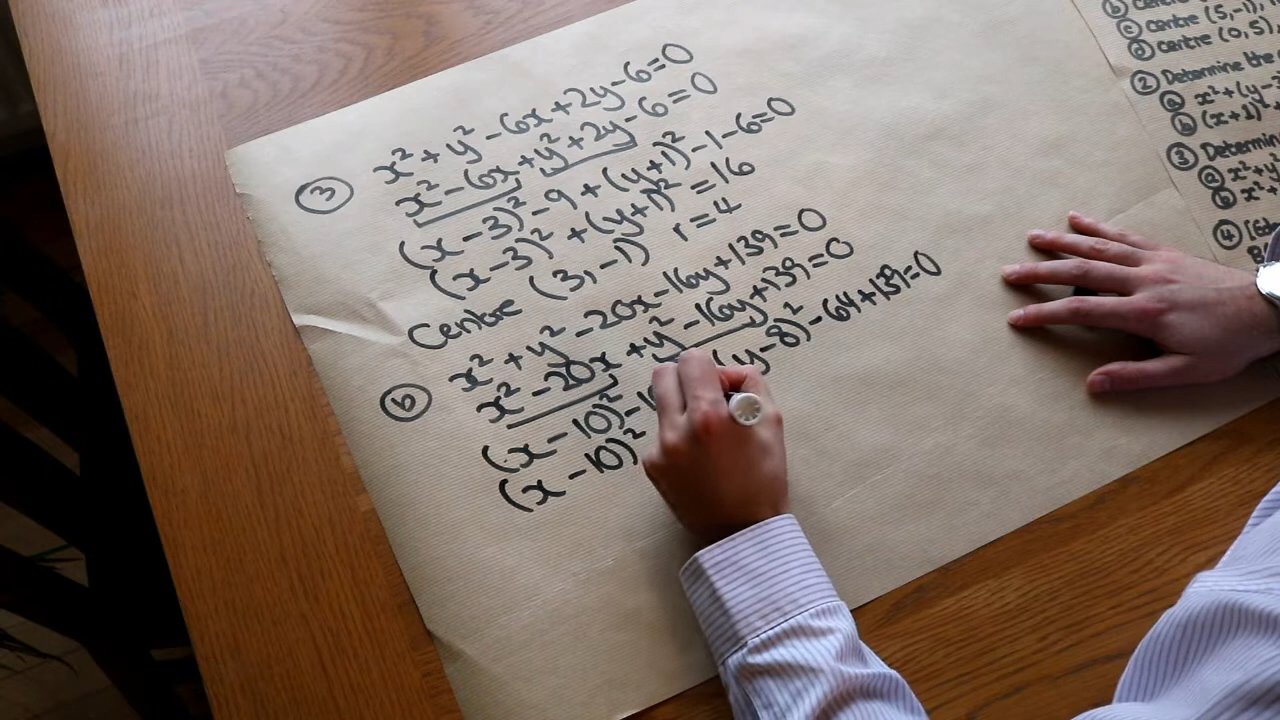 ③ x² + y² - 6x + 2y - 6 = 0
x² - 6x + y² + 2y - 6 = 0
(x - 3)² - 9 + (y + 1)² - 1 - 6 = 0
(x - 3)² + (y + 1)² = 16
Centre (3, -1) r = 4
ⓑ x² + y² - 20x - 16y + 139 = 0
x² - 20x + y² - 16y + 139 = 0
(x - 10)² - (y - 8)² - 64 + 139 = 0
(x - 10)²
ⓑ centre
ⓒ centre (5, -1),
ⓓ centre (0, 5),
② Determine the
ⓐ x² + (y -
ⓑ (x + 1)²
③ Determin
ⓐ x² + y²
ⓑ x² +
④